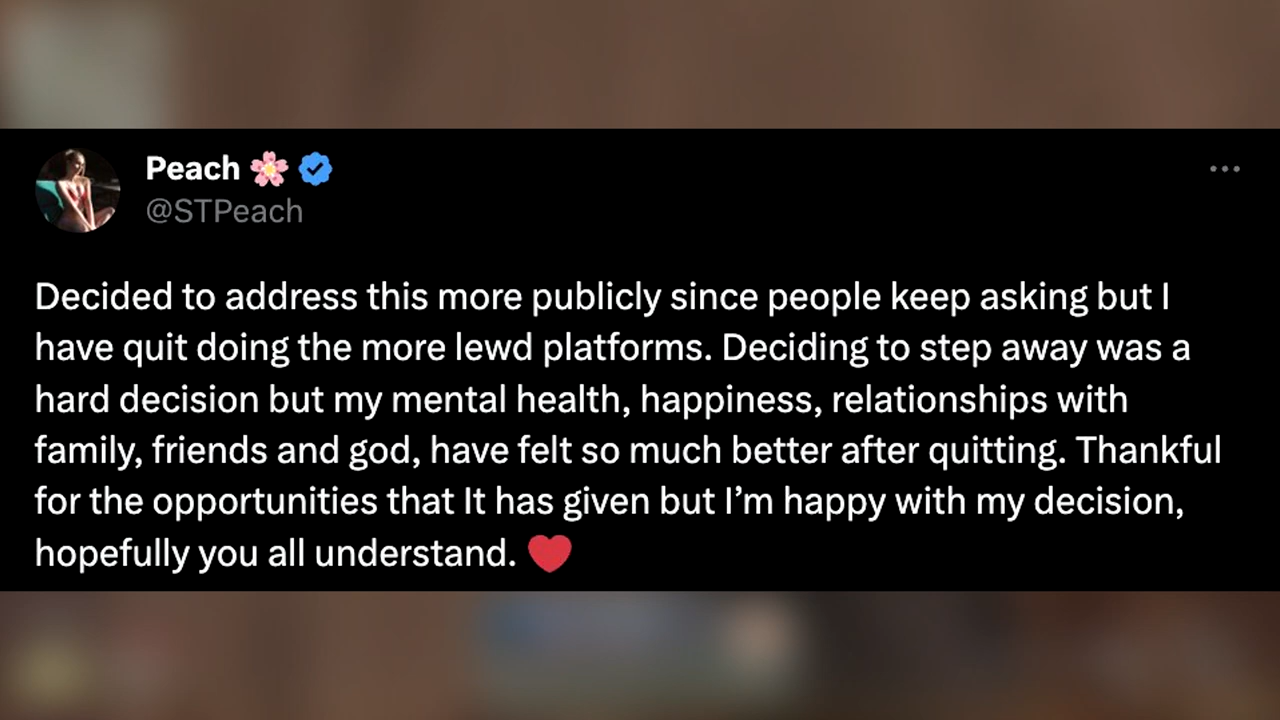 Peach 🌸
@STPeach
Decided to address this more publicly since people keep asking but I
have quit doing the more lewd platforms. Deciding to step away was a
hard decision but my mental health, happiness, relationships with
family, friends and god, have felt so much better after quitting. Thankful
for the opportunities that It has given but I’m happy with my decision,
hopefully you all understand. ❤️